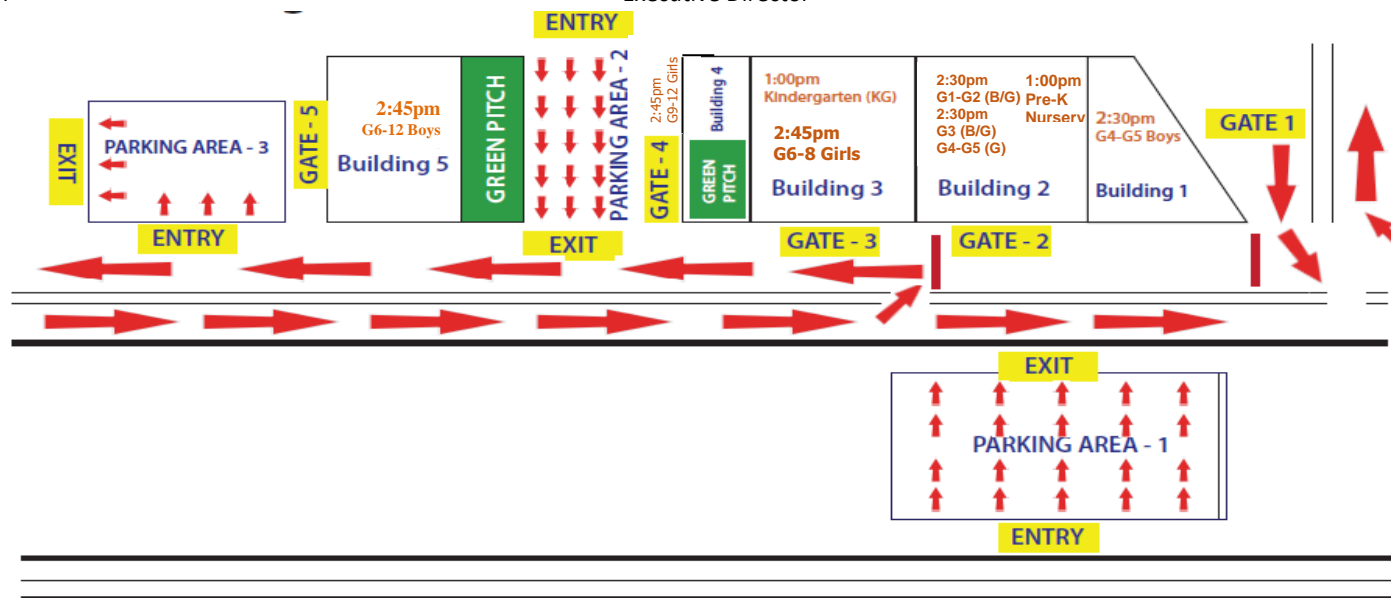 Executive Director
ENTRY
EXIT
PARKING AREA - 3
ENTRY
GATE - 5
2:45pm
G6-12 Boys
Building 5
GREEN PITCH
PARKING AREA - 2
EXIT
GATE - 4
2:45pm
G9-12 Girls
Building 4
GREEN
PITCH
1:00pm
Kindergarten (KG)
2:45pm
G6-8 Girls
Building 3
GATE - 3
2:30pm
G1-G2 (B/G)
2:30pm
G3 (B/G)
G4-G5 (G)
1:00pm
Pre-K
Nursery
Building 2
GATE - 2
2:30pm
G4-G5 Boys
Building 1
GATE 1
EXIT
PARKING AREA - 1
ENTRY